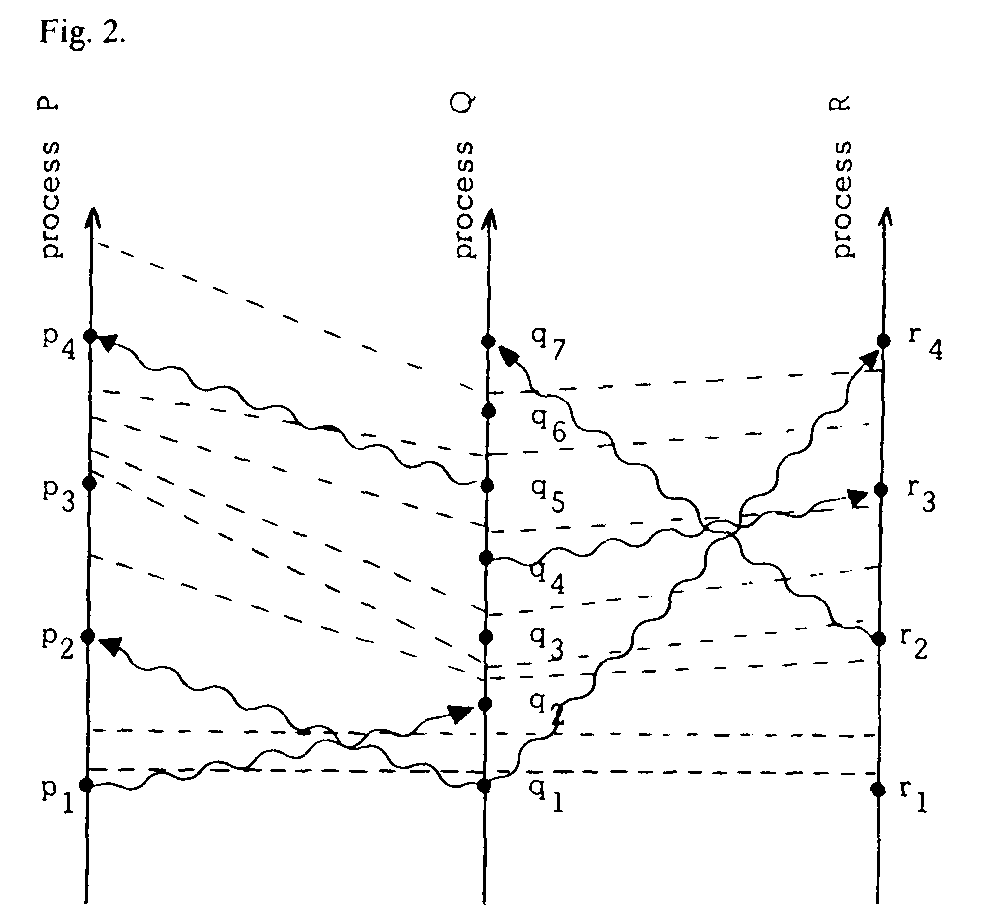 Fig. 2.
process P
process Q
process R
p4
q7
r4
q6
p3
q5
r3
q4
p2
q3
r2
q2
p1
q1
r1